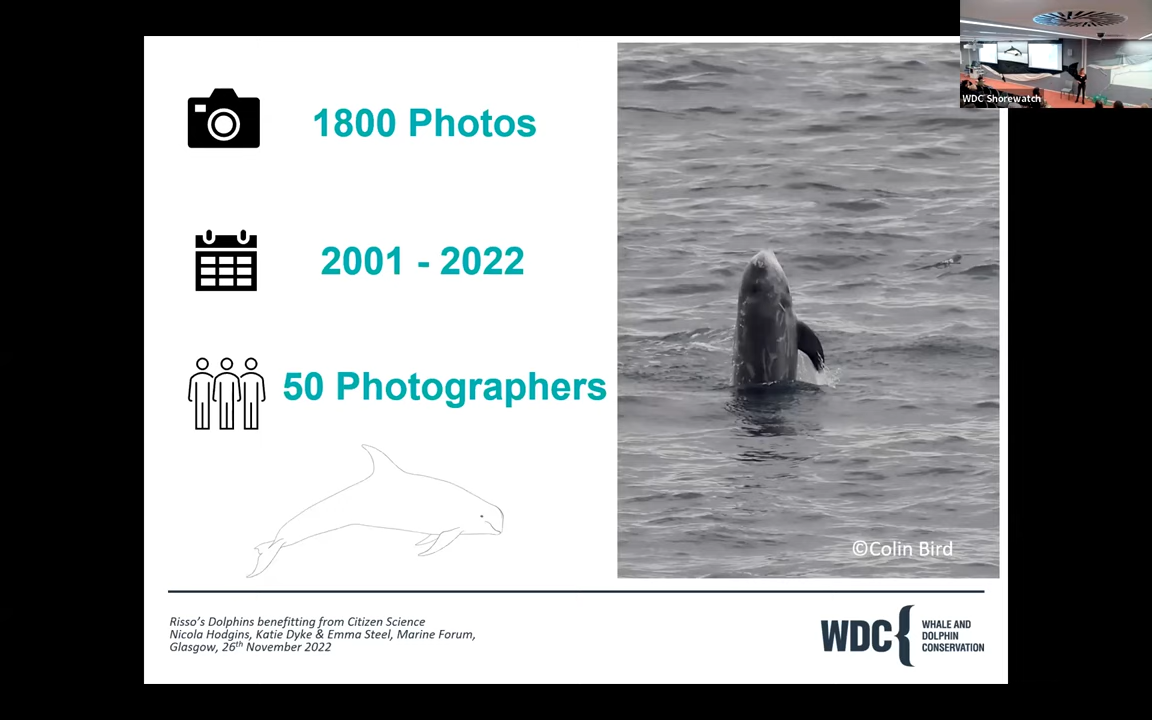 WDC Shorewatch
1800 Photos
2001 - 2022
50 Photographers
©Colin Bird
Risso's Dolphins benefitting from Citizen Science
Nicola Hodgins, Katie Dyke & Emma Steel, Marine Forum,
Glasgow, 26th November 2022
WDC
WHALE AND
DOLPHIN
CONSERVATION